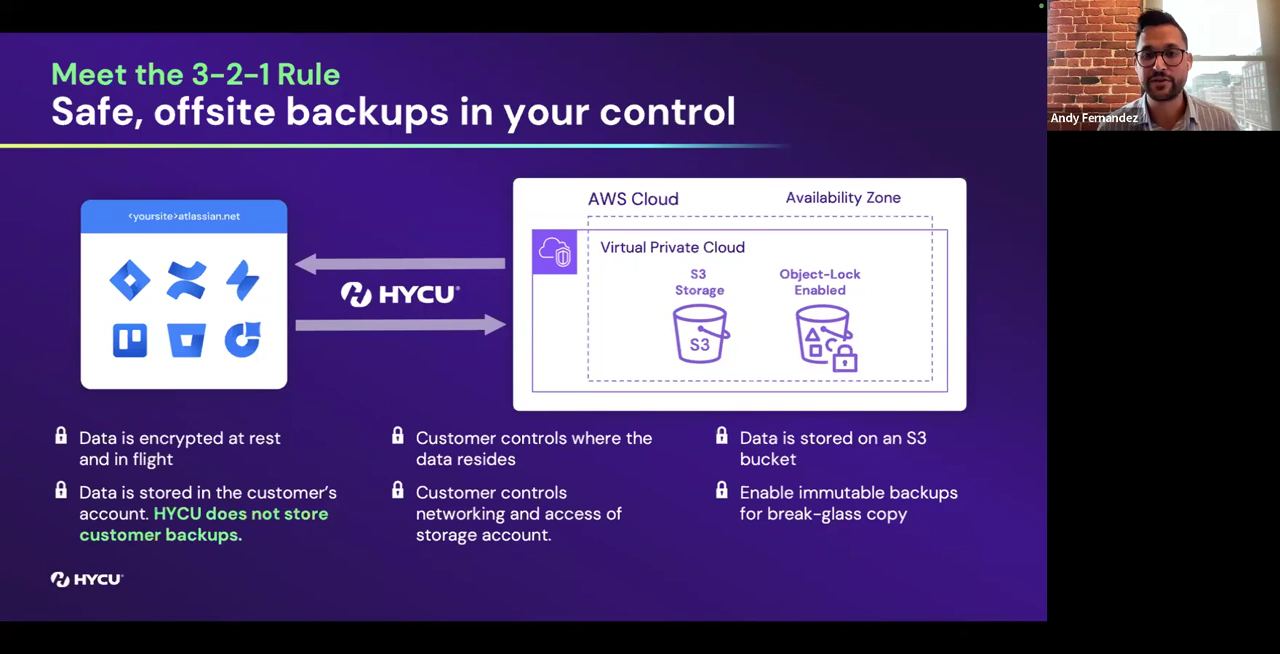 Meet the 3-2-1 Rule
Safe, offsite backups in your control
Andy Fernandez
<yoursite>atlassian.net
HYCU
AWS Cloud
Availability Zone
Virtual Private Cloud
S3
Storage
Object-Lock
Enabled
S3
Data is encrypted at rest
and in flight
Data is stored in the customer's
account. HYCU does not store
customer backups.
Customer controls where the
data resides
Customer controls
networking and access of
storage account.
Data is stored on an S3
bucket
Enable immutable backups
for break-glass copy
HYCU